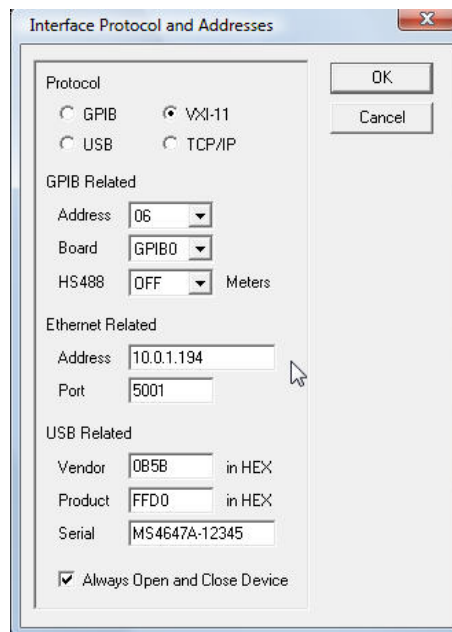 Interface Protocol and Addresses
OK
Cancel
Protocol
GPIB VXI-11
USB TCP/IP
GPIB Related
Address 06
Board GPIB0
HS488 OFF Meters
Ethernet Related
Address 10.0.1.194
Port 5001
USB Related
Vendor 0B5B in HEX
Product FFD0 in HEX
Serial MS4647A-12345
Always Open and Close Device